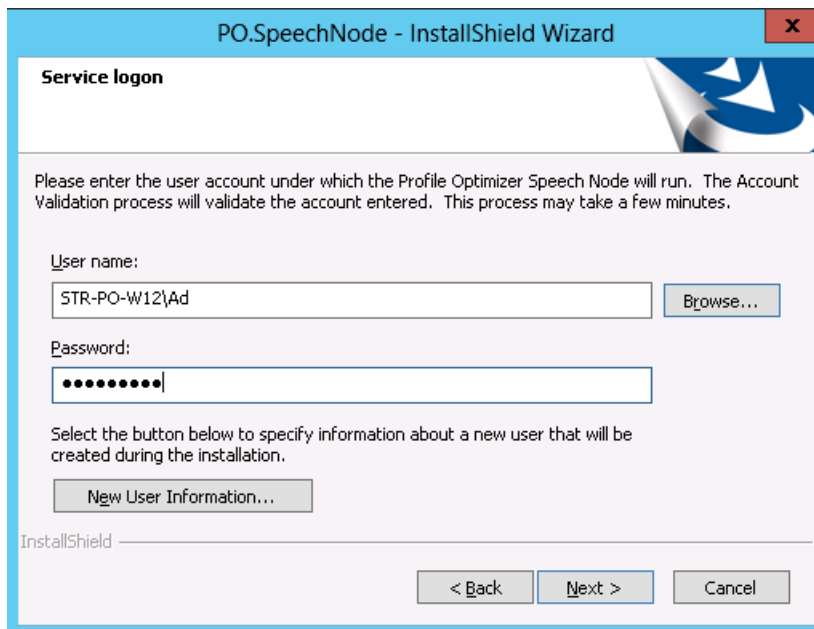 PO.SpeechNode - InstallShield Wizard
x
Service logon
Please enter the user account under which the Profile Optimizer Speech Node will run.  The Account
Validation process will validate the account entered.  This process may take a few minutes.
User name:
STR-PO-W12\Ad
Browse...
Password:
●●●●●●●●●
Select the button below to specify information about a new user that will be
created during the installation.
New User Information...
InstallShield
< Back
Next >
Cancel